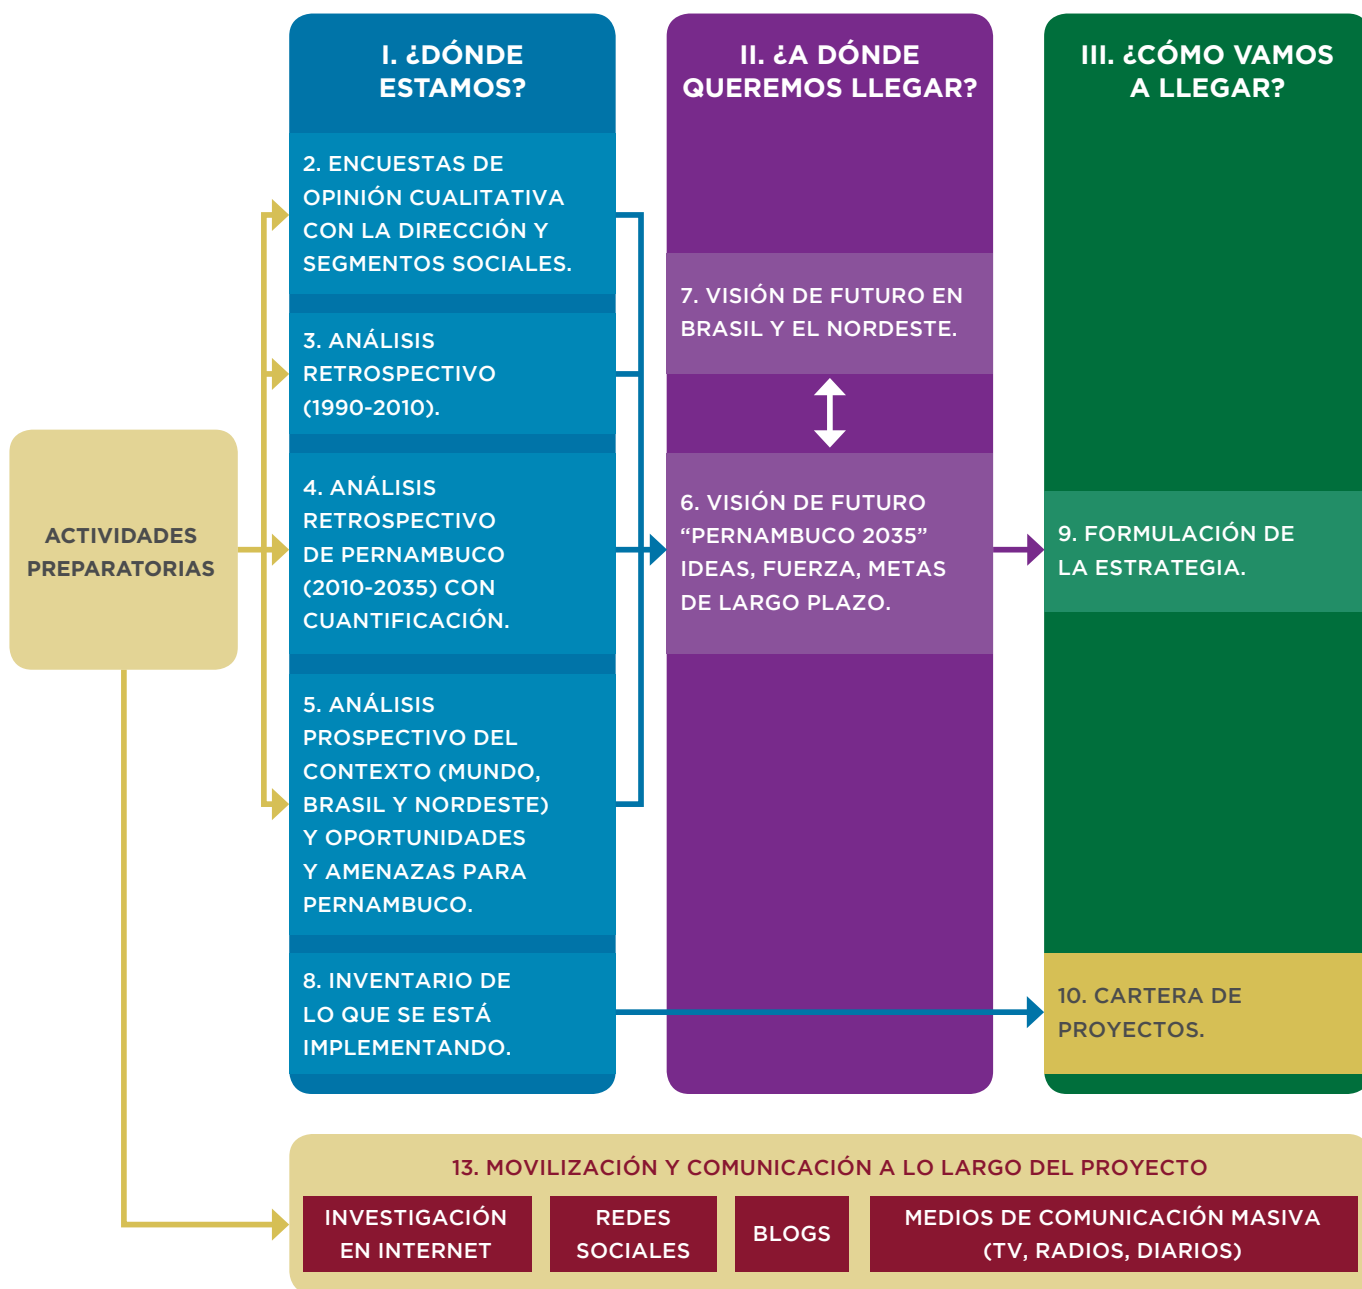 I. ¿DÓNDE
ESTAMOS?
2. ENCUESTAS DE
OPINIÓN CUALITATIVA
CON LA DIRECCIÓN Y
SEGMENTOS SOCIALES.
3. ANÁLISIS
RETROSPECTIVO
(1990-2010).
4. ANÁLISIS
RETROSPECTIVO
DE PERNAMBUCO
(2010-2035) CON
CUANTIFICACIÓN.
5. ANÁLISIS
PROSPECTIVO DEL
CONTEXTO (MUNDO,
BRASIL Y NORDESTE)
Y OPORTUNIDADES
Y AMENAZAS PARA
PERNAMBUCO.
8. INVENTARIO DE
LO QUE SE ESTÁ
IMPLEMENTANDO.
II. ¿A DÓNDE
QUEREMOS LLEGAR?
7. VISIÓN DE FUTURO EN
BRASIL Y EL NORDESTE.
6. VISIÓN DE FUTURO
“PERNAMBUCO 2035”
IDEAS, FUERZA, METAS
DE LARGO PLAZO.
III. ¿CÓMO VAMOS
A LLEGAR?
9. FORMULACIÓN DE
LA ESTRATEGIA.
10. CARTERA DE
PROYECTOS.
ACTIVIDADES
PREPARATORIAS
13. MOVILIZACIÓN Y COMUNICACIÓN A LO LARGO DEL PROYECTO
INVESTIGACIÓN
EN INTERNET
REDES
SOCIALES
BLOGS
MEDIOS DE COMUNICACIÓN MASIVA
(TV, RADIOS, DIARIOS)